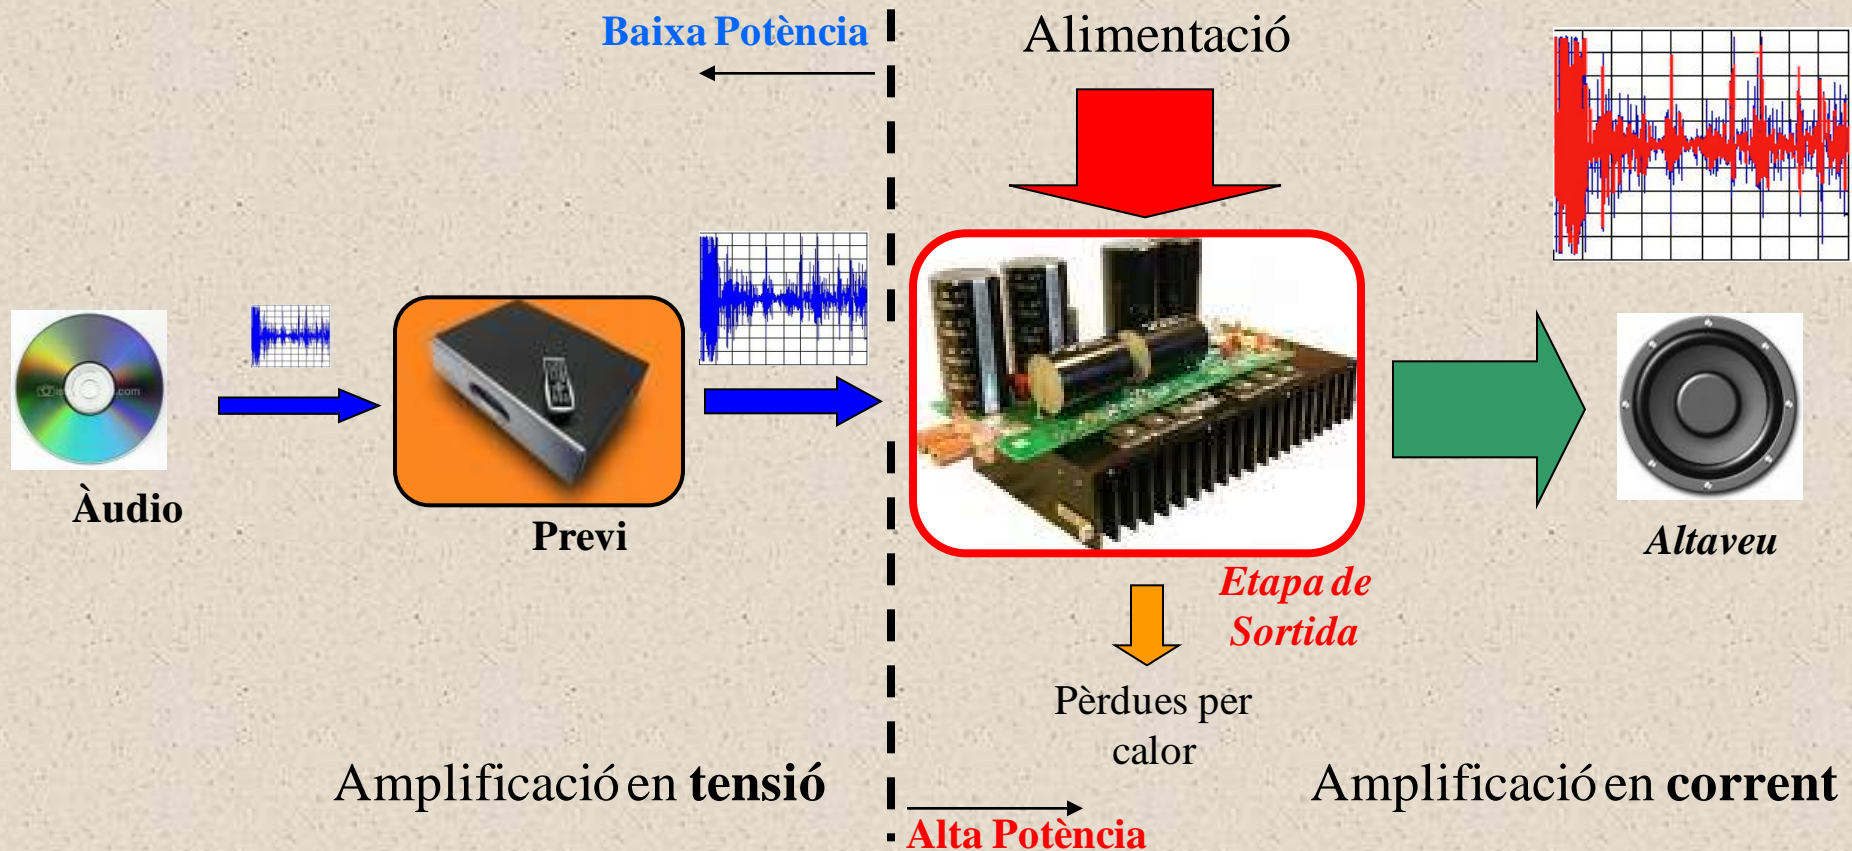 Baixa Potència
Alimentació
Àudio
Previ
Altaveu
Etapa de
Sortida
Pèrdues per
calor
Amplificació en tensió
Amplificació en corrent
Alta Potència